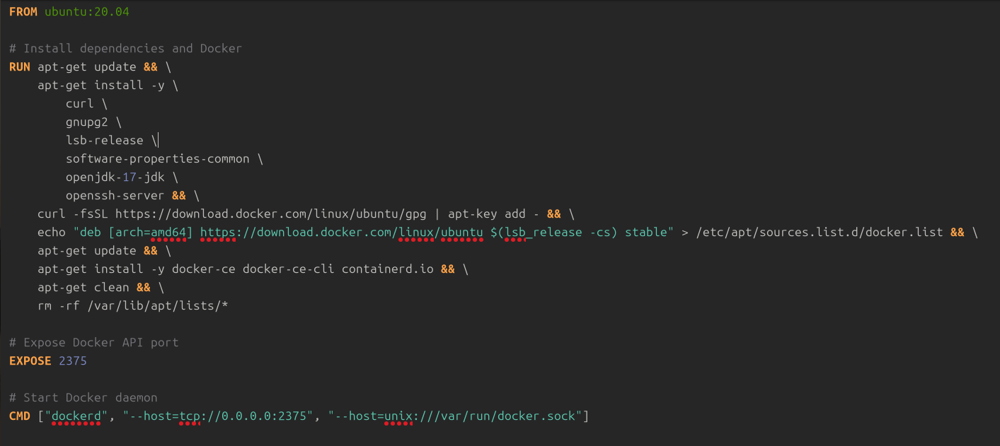 FROM ubuntu:20.04
# Install dependencies and Docker
RUN apt-get update && \
    apt-get install -y \
        curl \
        gnupg2 \
        lsb-release \
        software-properties-common \
        openjdk-17-jdk \
        openssh-server && \
    curl -fsSL https://download.docker.com/linux/ubuntu/gpg | apt-key add - && \
    echo "deb [arch=amd64] https://download.docker.com/linux/ubuntu $(lsb_release -cs) stable" > /etc/apt/sources.list.d/docker.list && \
    apt-get update && \
    apt-get install -y docker-ce docker-ce-cli containerd.io && \
    apt-get clean && \
    rm -rf /var/lib/apt/lists/*
# Expose Docker API port
EXPOSE 2375
# Start Docker daemon
CMD ["dockerd", "--host=tcp://0.0.0.0:2375", "--host=unix:///var/run/docker.sock"]